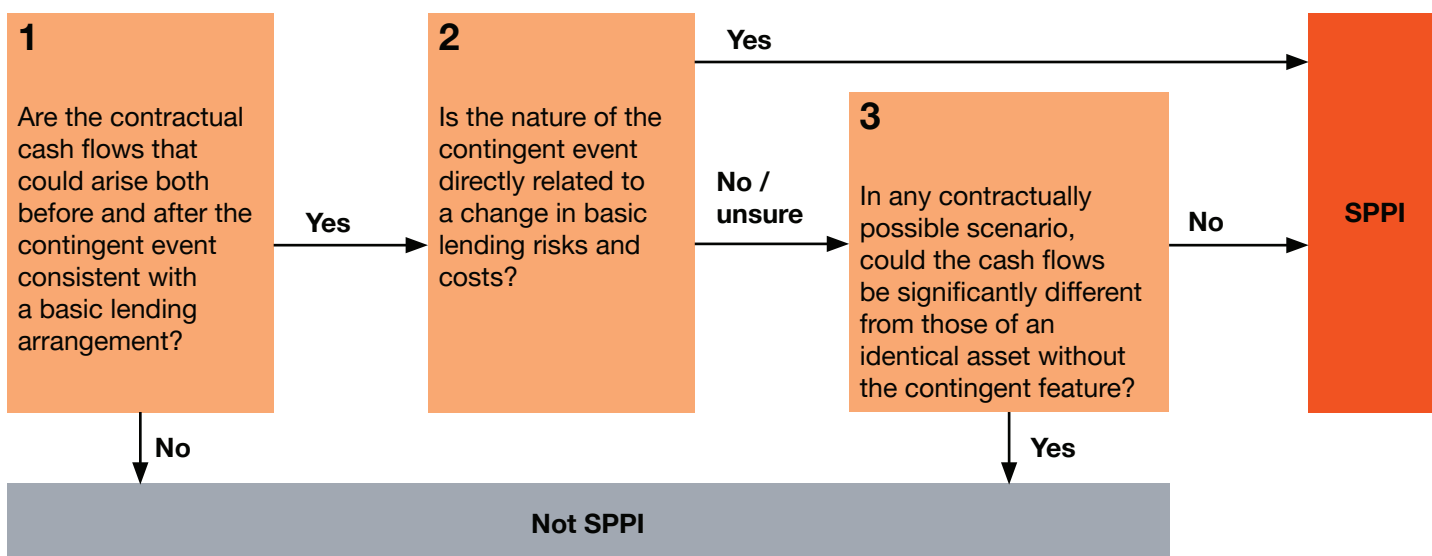 1
Are the contractual
cash flows that
could arise both
before and after the
contingent event
consistent with
a basic lending
arrangement?
Yes
No
2
Is the nature of the
contingent event
directly related to
a change in basic
lending risks and
costs?
Yes
No /
unsure
3
In any contractually
possible scenario,
could the cash flows
be significantly different
from those of an
identical asset without
the contingent feature?
No
Yes
SPPI
Not SPPI